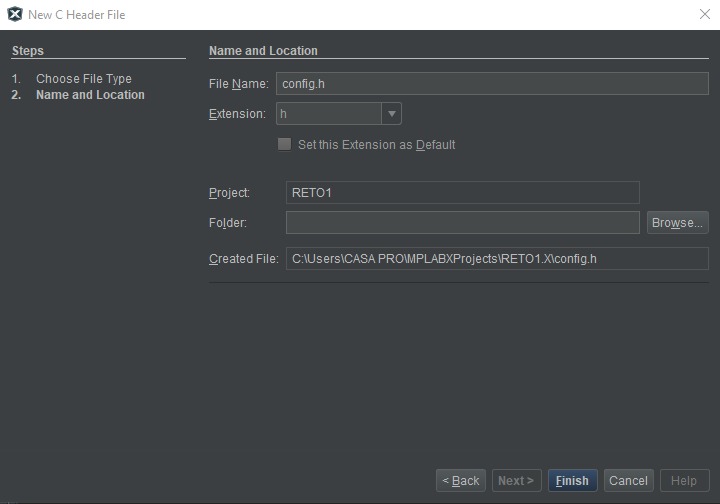 New C Header File
Steps
1. Choose File Type
2. Name and Location
Name and Location
File Name: config.h
Extension: h
Set this Extension as Default
Project: RETO1
Folder: Browse...
Created File: C:\Users\CASA PRO\MPLABXProjects\RETO1.X\config.h
< Back Next > Finish Cancel Help